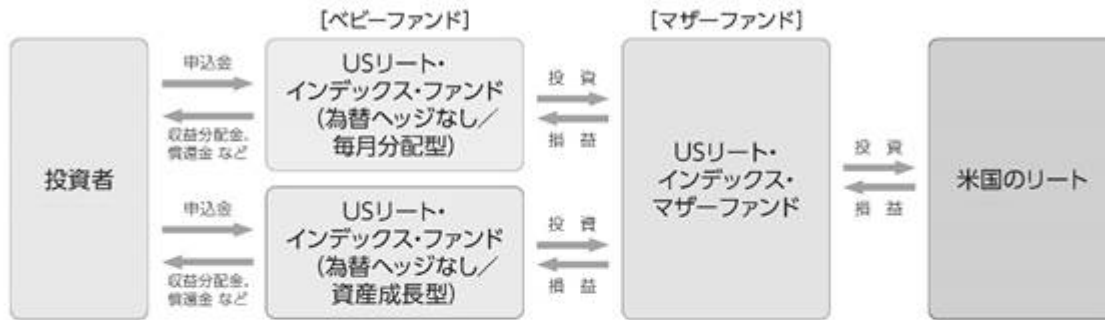 [ベビーファンド]
[マザーファンド]
投資者
申込金
収益分配金、
償還金 など
USリート・
インデックス・ファンド
(為替ヘッジなし／
毎月分配型)
投 資
損 益
申込金
収益分配金、
償還金 など
USリート・
インデックス・ファンド
(為替ヘッジなし／
資産成長型)
投 資
損 益
USリート・
インデックス・
マザーファンド
投 資
損 益
米国のリート